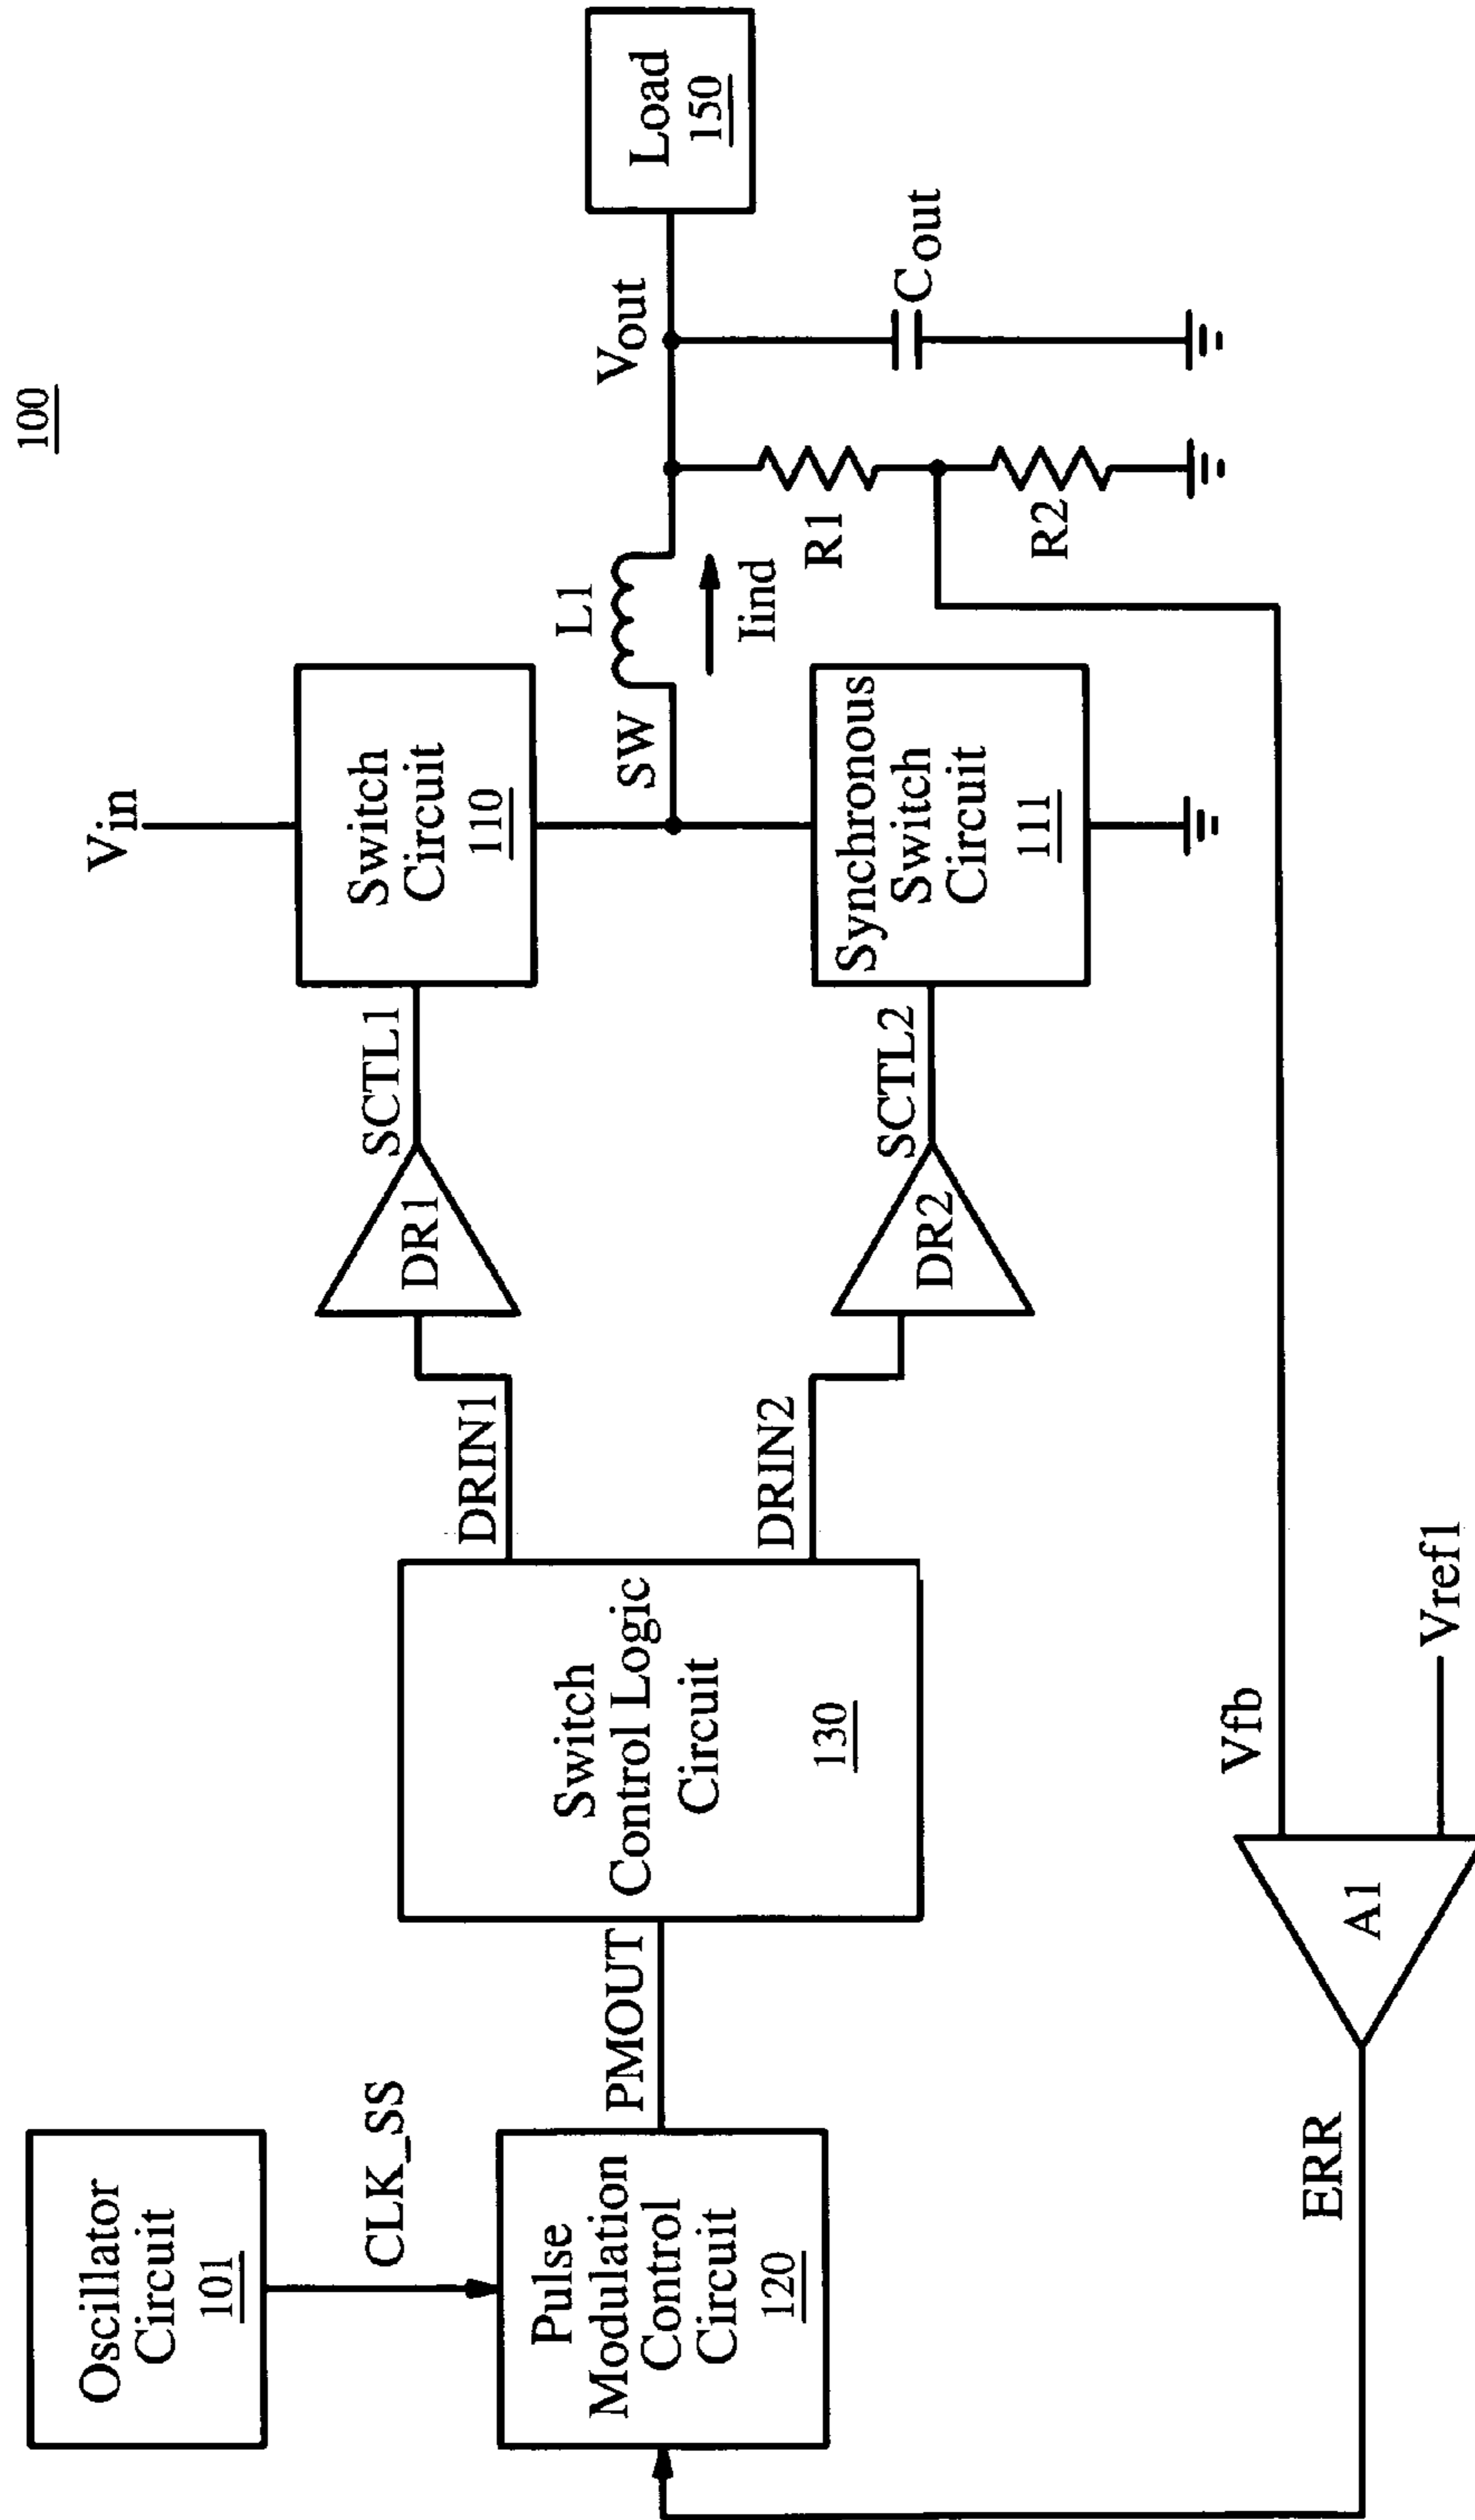 100
Oscillator
Circuit
101
CLK_SS
Pulse
Modulation
Control
Circuit
120
PMOUT
Switch
Control Logic
Circuit
130
DRIN1
DRIN2
DR1
DR2
SCTL1
SCTL2
Vin
Switch
Circuit
110
SW
Synchronous
Switch
Circuit
111
L1
Iind
R1
R2
Vout
Cout
Load
150
ERR
A1
Vfb
Vref1